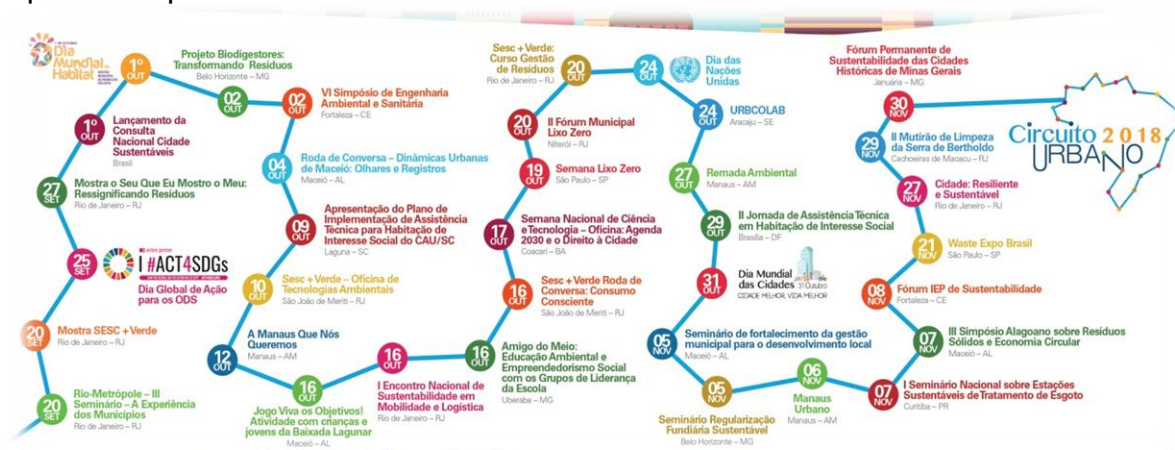 1 DE OUTUBRO
Dia
Mundial do
Habitat
1º
OUT
Projeto Biodigestores:
Transformando Resíduos
Belo Horizonte – MG
02
OUT
02
OUT
VI Simpósio de Engenharia
Ambiental e Sanitária
Fortaleza – CE
1º
OUT
Lançamento da
Consulta
Nacional Cidade
Sustentáveis
Brasil
04
OUT
Roda de Conversa – Dinâmicas Urbanas
de Maceió: Olhares e Registros
Maceió – AL
27
SET
Mostra o Seu Que Eu Mostro o Meu:
Ressignificando Resíduos
Rio de Janeiro – RJ
09
OUT
Apresentação do Plano de
Implementação de Assistência
Técnica para Habitação de
Interesse Social do CAU/SC
Laguna – SC
25
SET
action partner
I #ACT4SDGs
Dia Global de Ação
para os ODS
10
OUT
Sesc + Verde – Oficina de
Tecnologias Ambientais
São João de Meriti – RJ
20
SET
Mostra SESC + Verde
Rio de Janeiro – RJ
12
OUT
A Manaus Que Nós
Queremos
Manaus – AM
20
SET
Rio-Metrópole – III
Seminário – A Experiência
dos Municípios
Rio de Janeiro – RJ
16
OUT
Jogo Viva os Objetivos!
Atividade com crianças e
jovens da Baixada Lagunar
Maceió – AL
16
OUT
I Encontro Nacional de
Sustentabilidade em
Mobilidade e Logística
Rio de Janeiro – RJ
16
OUT
Amigo do Meio:
Educação Ambiental e
Empreendedorismo Social
com os Grupos de Liderança
da Escola
Uberaba – MG
16
OUT
Sesc + Verde Roda de
Conversa: Consumo
Consciente
São João de Meriti – RJ
17
OUT
Semana Nacional de Ciência
e Tecnologia – Oficina: Agenda
2030 e o Direito à Cidade
Coacari – BA
19
OUT
Semana Lixo Zero
São Paulo – SP
20
OUT
II Fórum Municipal
Lixo Zero
Niterói – RJ
Sesc + Verde:
Curso Gestão
de Resíduos
Rio de Janeiro – RJ
20
OUT
24
OUT
Dia das
Nações
Unidas
24
OUT
URBCOLAB
Aracaju – SE
27
OUT
Remada Ambiental
Manaus – AM
29
OUT
II Jornada de Assistência Técnica
em Habitação de Interesse Social
Brasília – DF
31
OUT
Dia Mundial
das Cidades 31 Outubro
CIDADE MELHOR, VIDA MELHOR
05
NOV
Seminário de fortalecimento da gestão
municipal para o desenvolvimento local
Maceió – AL
05
NOV
Seminário Regularização
Fundiária Sustentável
Belo Horizonte – MG
06
NOV
Manaus
Urbano
Manaus – AM
07
NOV
I Seminário Nacional sobre Estações
Sustentáveis de Tratamento de Esgoto
Curitiba – PR
07
NOV
III Simpósio Alagoano sobre Resíduos
Sólidos e Economia Circular
Maceió – AL
08
NOV
Fórum IEP de Sustentabilidade
Fortaleza – CE
21
NOV
Waste Expo Brasil
São Paulo – SP
27
NOV
Cidade: Resiliente
e Sustentável
Rio de Janeiro – RJ
29
NOV
II Mutirão de Limpeza
da Serra de Bertholdo
Cachoeiras de Macacu – RJ
Fórum Permanente de
Sustentabilidade das Cidades
Históricas de Minas Gerais
Januária – MG
30
NOV
Circuito 2018
URBANO